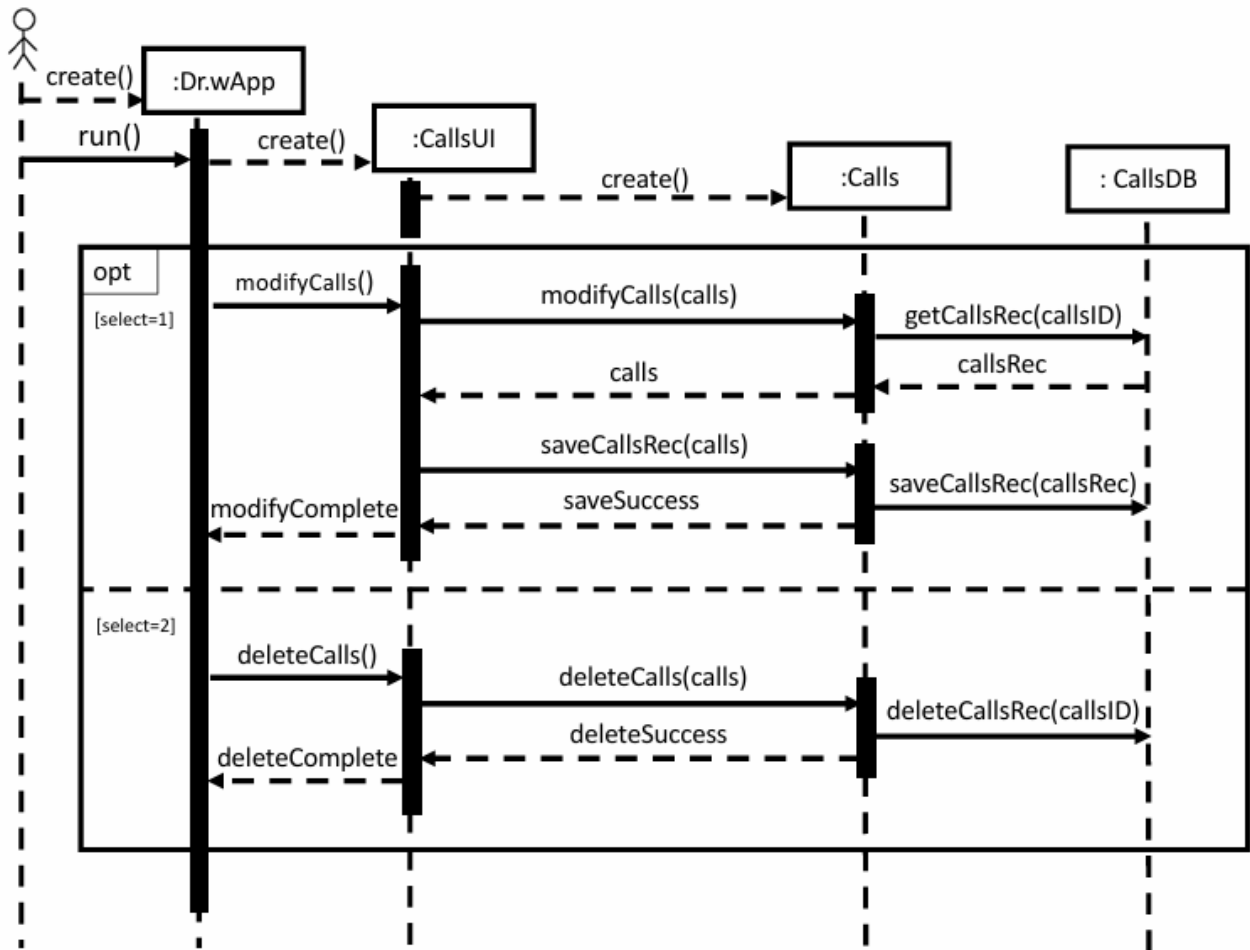 create()
:Dr.wApp
run()
create()
:CallsUI
create()
:Calls
: CallsDB
opt
[select=1]
modifyCalls()
modifyCalls(calls)
getCallsRec(callsID)
callsRec
calls
saveCallsRec(calls)
saveCallsRec(callsRec)
saveSuccess
modifyComplete
[select=2]
deleteCalls()
deleteCalls(calls)
deleteCallsRec(callsID)
deleteSuccess
deleteComplete